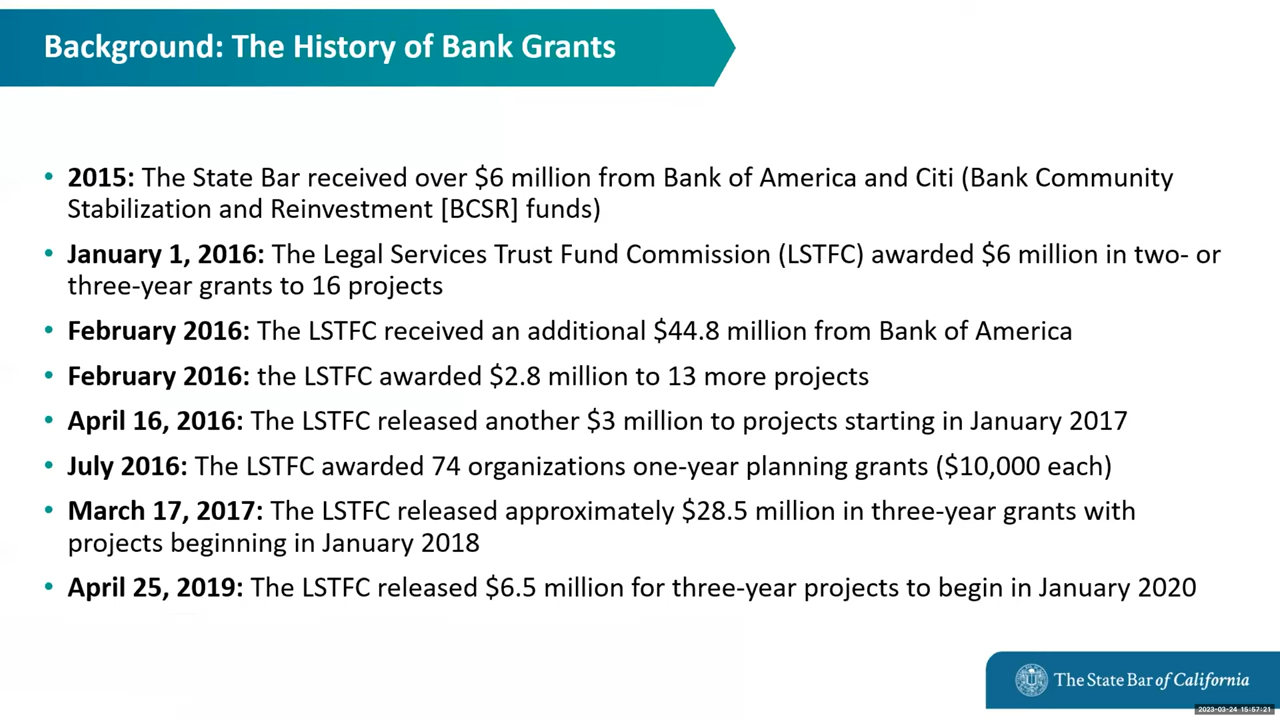 Background: The History of Bank Grants
• 2015: The State Bar received over $6 million from Bank of America and Citi (Bank Community
Stabilization and Reinvestment [BCSR] funds)
• January 1, 2016: The Legal Services Trust Fund Commission (LSTFC) awarded $6 million in two- or
three-year grants to 16 projects
• February 2016: The LSTFC received an additional $44.8 million from Bank of America
• February 2016: the LSTFC awarded $2.8 million to 13 more projects
• April 16, 2016: The LSTFC released another $3 million to projects starting in January 2017
• July 2016: The LSTFC awarded 74 organizations one-year planning grants ($10,000 each)
• March 17, 2017: The LSTFC released approximately $28.5 million in three-year grants with
projects beginning in January 2018
• April 25, 2019: The LSTFC released $6.5 million for three-year projects to begin in January 2020
The State Bar of California
2023-03-24 15:57:21